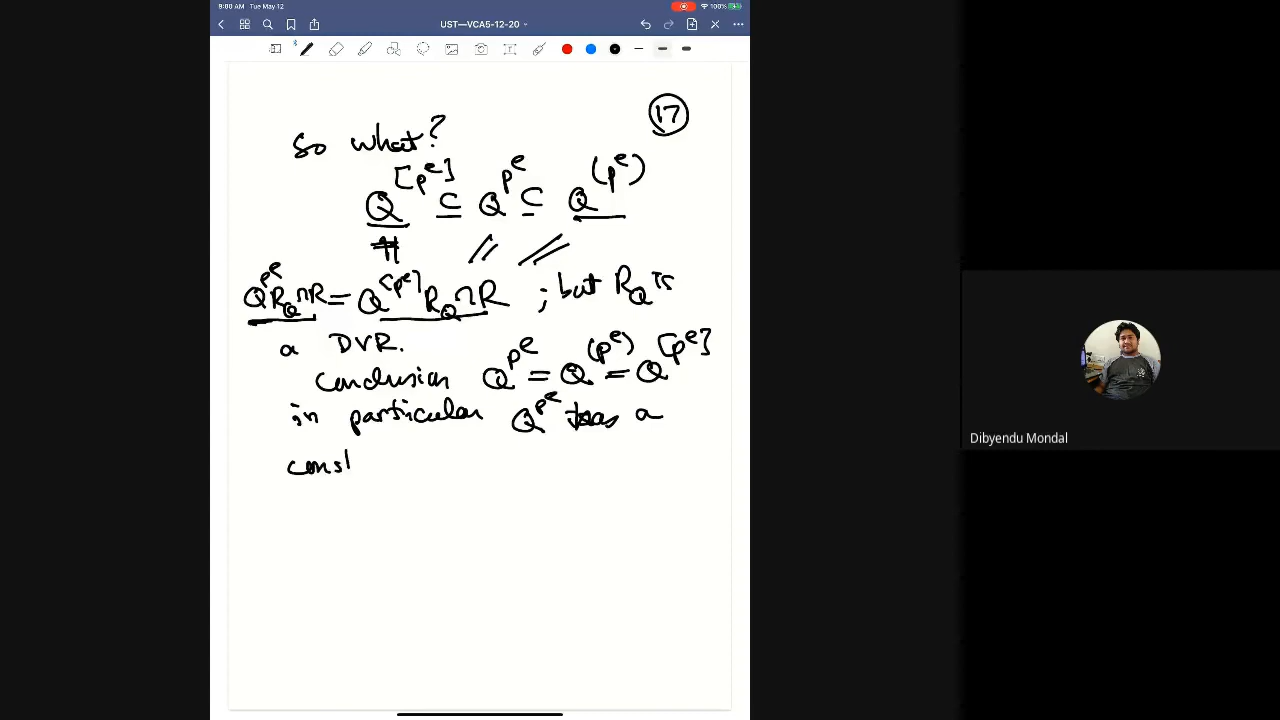 8:00 AM Tue May 12
100%
UST—VCA5-12-20
17
So what?
Q^[p^e] ⊆ Q^p^e ⊆ Q^(p^e)
Q^p^e R_Q ∩ R = Q^[p^e] R_Q ∩ R ; but R_Q is
a DVR.
Conclusion Q^p^e = Q^(p^e) = Q^[p^e]
in particular Q^p^e has a
consl
Dibyendu Mondal